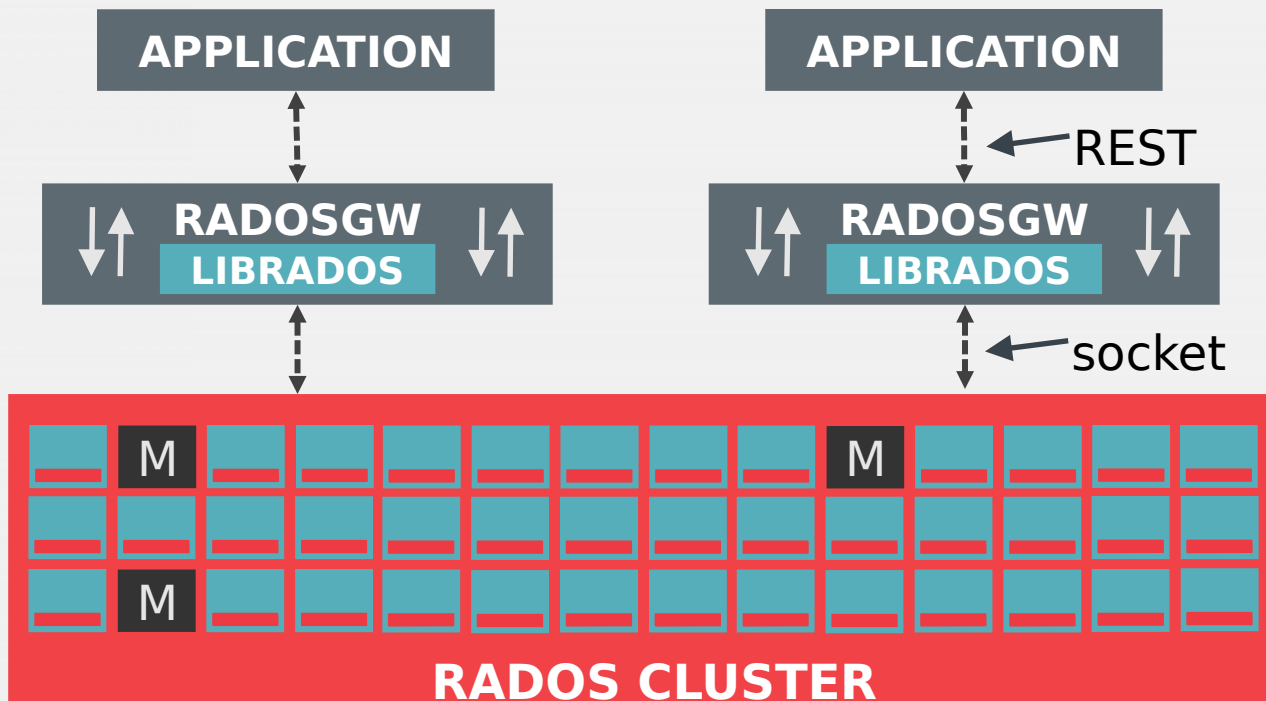 APPLICATION
APPLICATION
REST
RADOSGW
LIBRADOS
RADOSGW
LIBRADOS
socket
M
M
M
RADOS CLUSTER